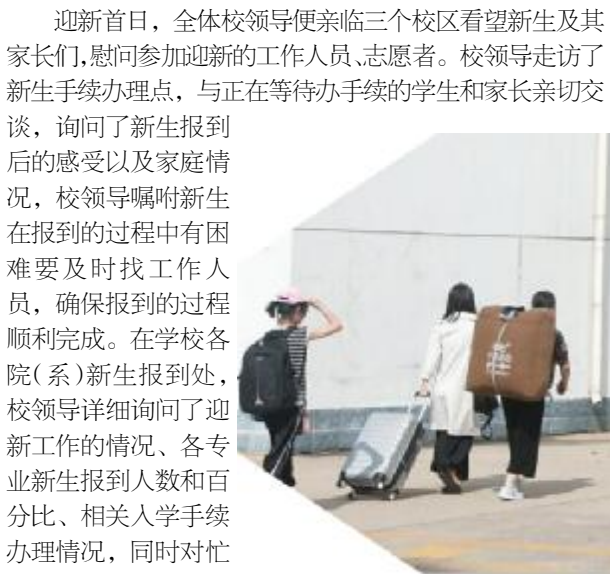 迎新首日，全体校领导便亲临三个校区看望新生及其
家长们,慰问参加迎新的工作人员、志愿者。校领导走访了
新生手续办理点，与正在等待办手续的学生和家长亲切交
谈，询问了新生报到
后的感受以及家庭情
况，校领导嘱咐新生
在报到的过程中有困
难要及时找工作人
员，确保报到的过程
顺利完成。在学校各
院(系)新生报到处，
校领导详细询问了迎
新工作的情况、各专
业新生报到人数和百
分比、相关入学手续
办理情况，同时对忙